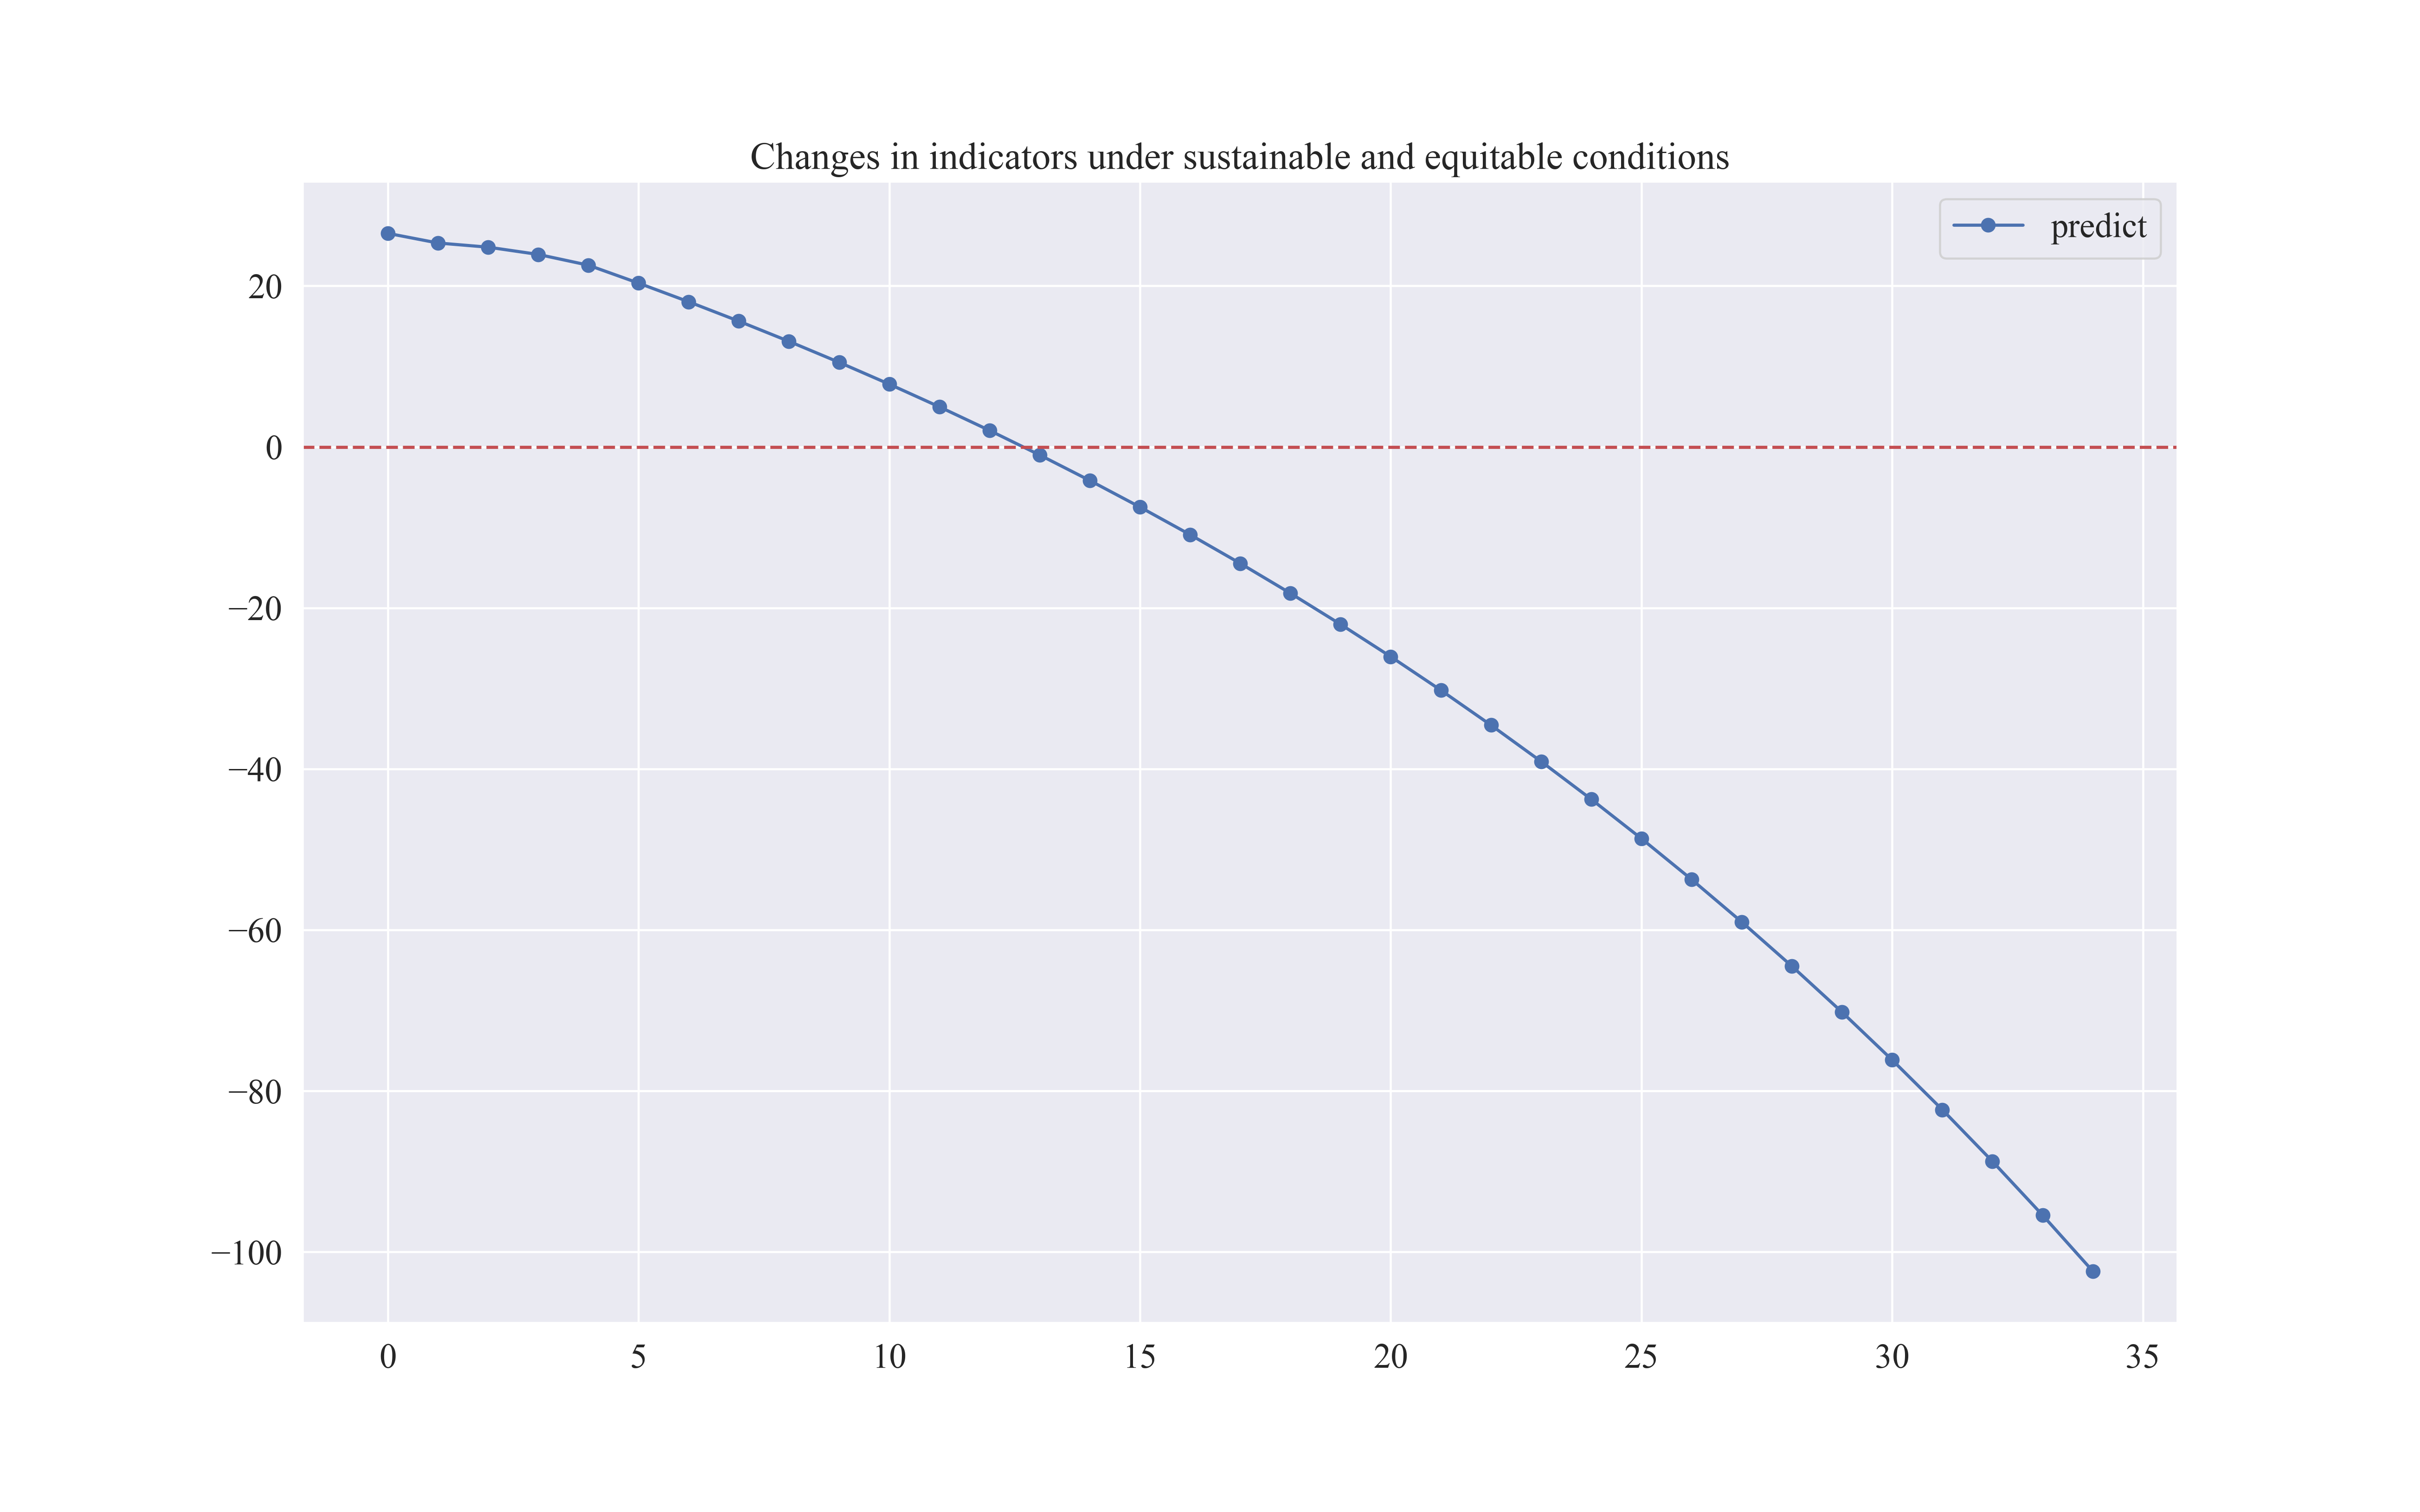 Changes in indicators under sustainable and equitable conditions
predict
20
0
−20
−40
−60
−80
−100
0 5 10 15 20 25 30 35